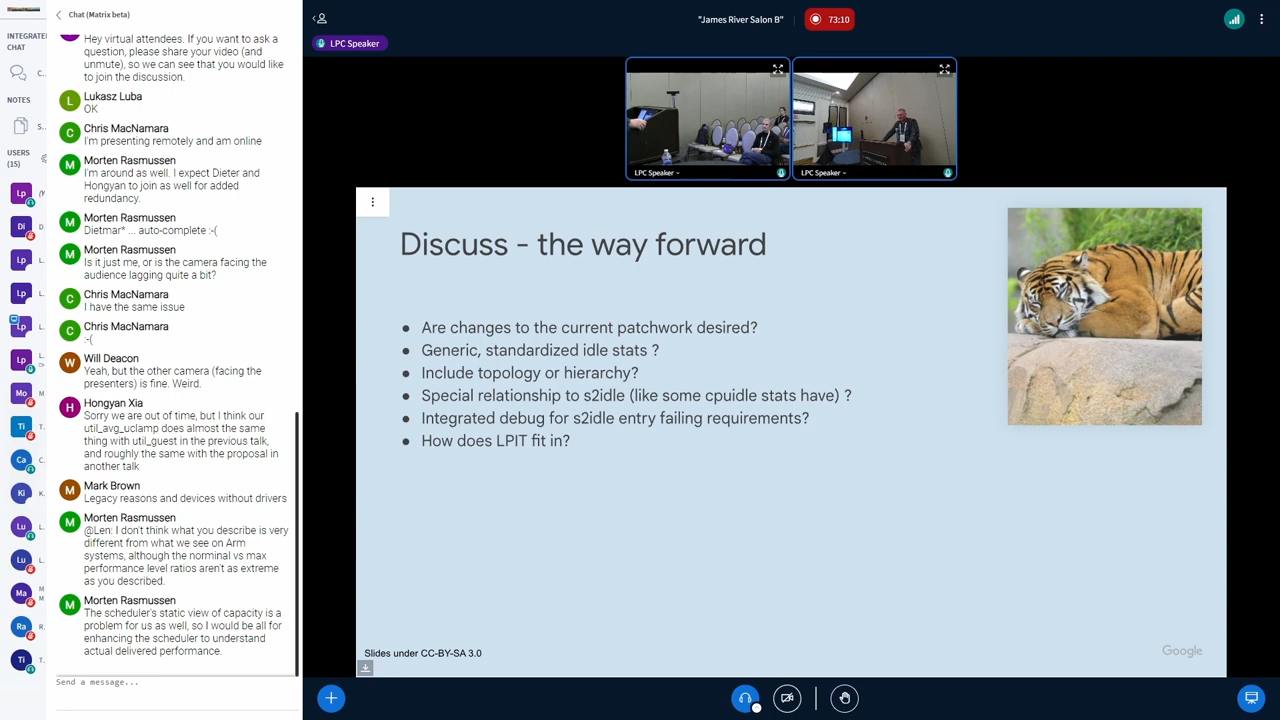 Chat (Matrix beta)
INTEGRATED
CHAT
C..
NOTES
S..
USERS
(15)
Hey virtual attendees. If you want to ask a
question, please share your video (and
unmute), so we can see that you would like
to join the discussion.
Lukasz Luba
OK
Chris MacNamara
I'm presenting remotely and am online
Morten Rasmussen
I'm around as well. I expect Dieter and
Hongyan to join as well for added
redundancy.
Morten Rasmussen
Dietmar* ... auto-complete :-(
Morten Rasmussen
Is it just me, or is the camera facing the
audience lagging quite a bit?
Chris MacNamara
I have the same issue
Chris MacNamara
:-(
Will Deacon
Yeah, but the other camera (facing the
presenters) is fine. Weird.
Hongyan Xia
Sorry we are out of time, but I think our
util_avg_uclamp does almost the same
thing with util_guest in the previous talk,
and roughly the same with the proposal in
another talk
Mark Brown
Legacy reasons and devices without drivers
Morten Rasmussen
@Len: I don't think what you describe is very
different from what we see on Arm
systems, although the norminal vs max
performance level ratios aren't as extreme
as you described.
Morten Rasmussen
The scheduler's static view of capacity is a
problem for us as well, so I would be all for
enhancing the scheduler to understand
actual delivered performance.
Send a message...
"James River Salon B"
73:10
LPC Speaker
LPC Speaker
LPC Speaker
Discuss - the way forward
● Are changes to the current patchwork desired?
● Generic, standardized idle stats ?
● Include topology or hierarchy?
● Special relationship to s2idle (like some cpuidle stats have) ?
● Integrated debug for s2idle entry failing requirements?
● How does LPIT fit in?
Slides under CC-BY-SA 3.0
Google